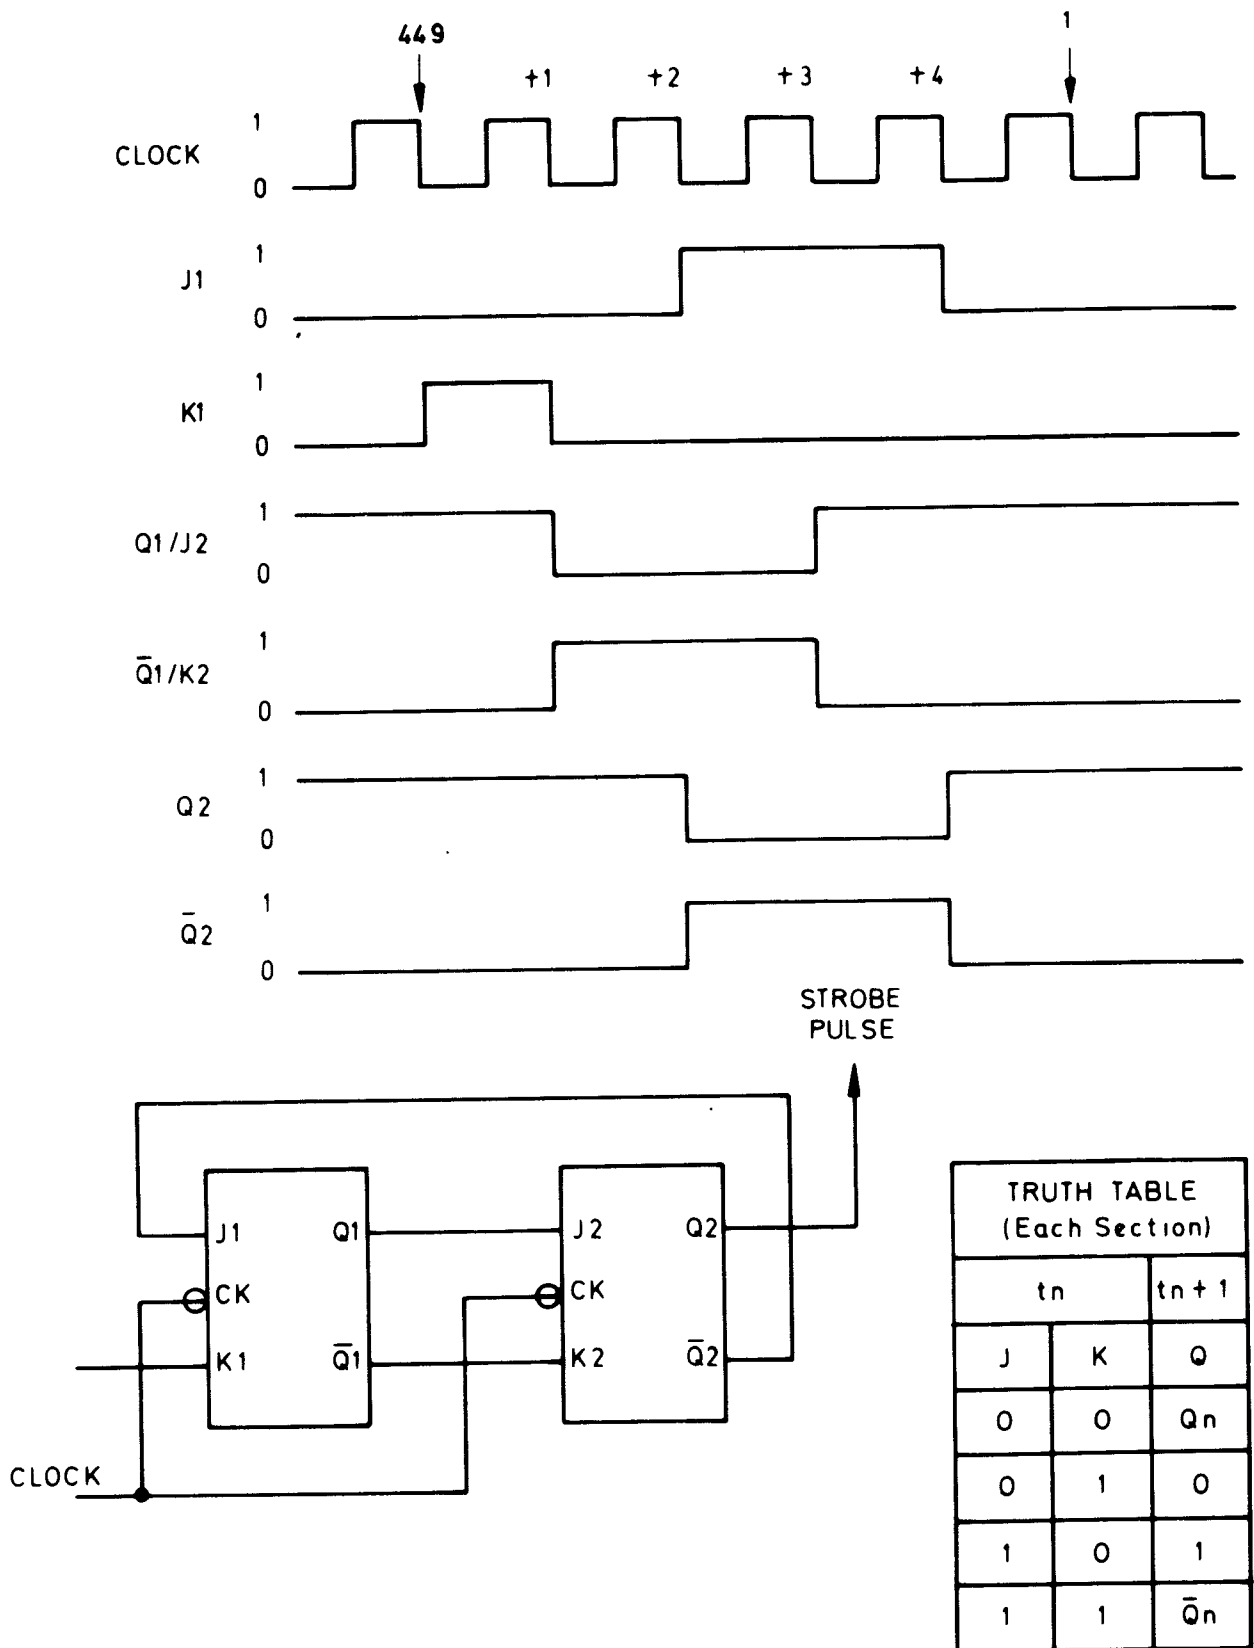 449
1
+1 +2 +3 +4
1
CLOCK
0
1
J1
0
1
K1
0
1
Q1/J2
0
1
Q̅1/K2
0
1
Q2
0
1
Q̅2
0
STROBE
PULSE
J1 Q1 J2 Q2
CK CK
K1 Q̅1 K2 Q̅2
CLOCK
TRUTH TABLE
(Each Section)
tn tn + 1
J K Q
0 0 Qn
0 1 0
1 0 1
1 1 Q̅n